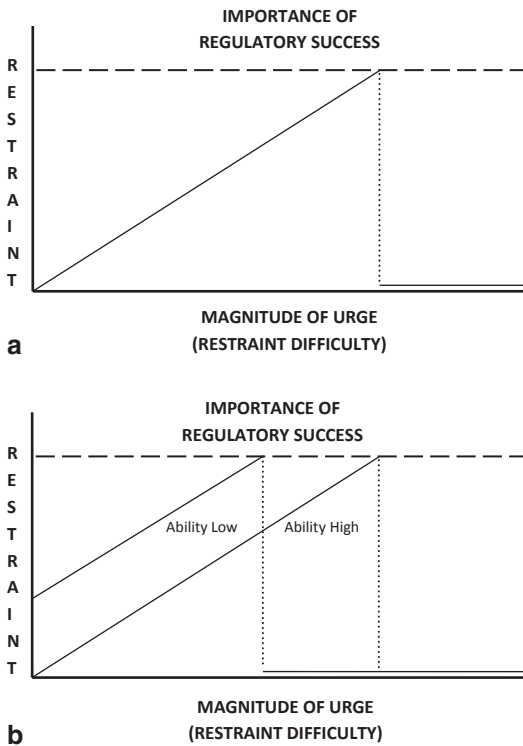 IMPORTANCE OF
REGULATORY SUCCESS
R
E
S
T
R
A
I
N
T
MAGNITUDE OF URGE
(RESTRAINT DIFFICULTY)
a
IMPORTANCE OF
REGULATORY SUCCESS
R
E
S
T
R
A
I
N
T
Ability Low
Ability High
MAGNITUDE OF URGE
(RESTRAINT DIFFICULTY)
b